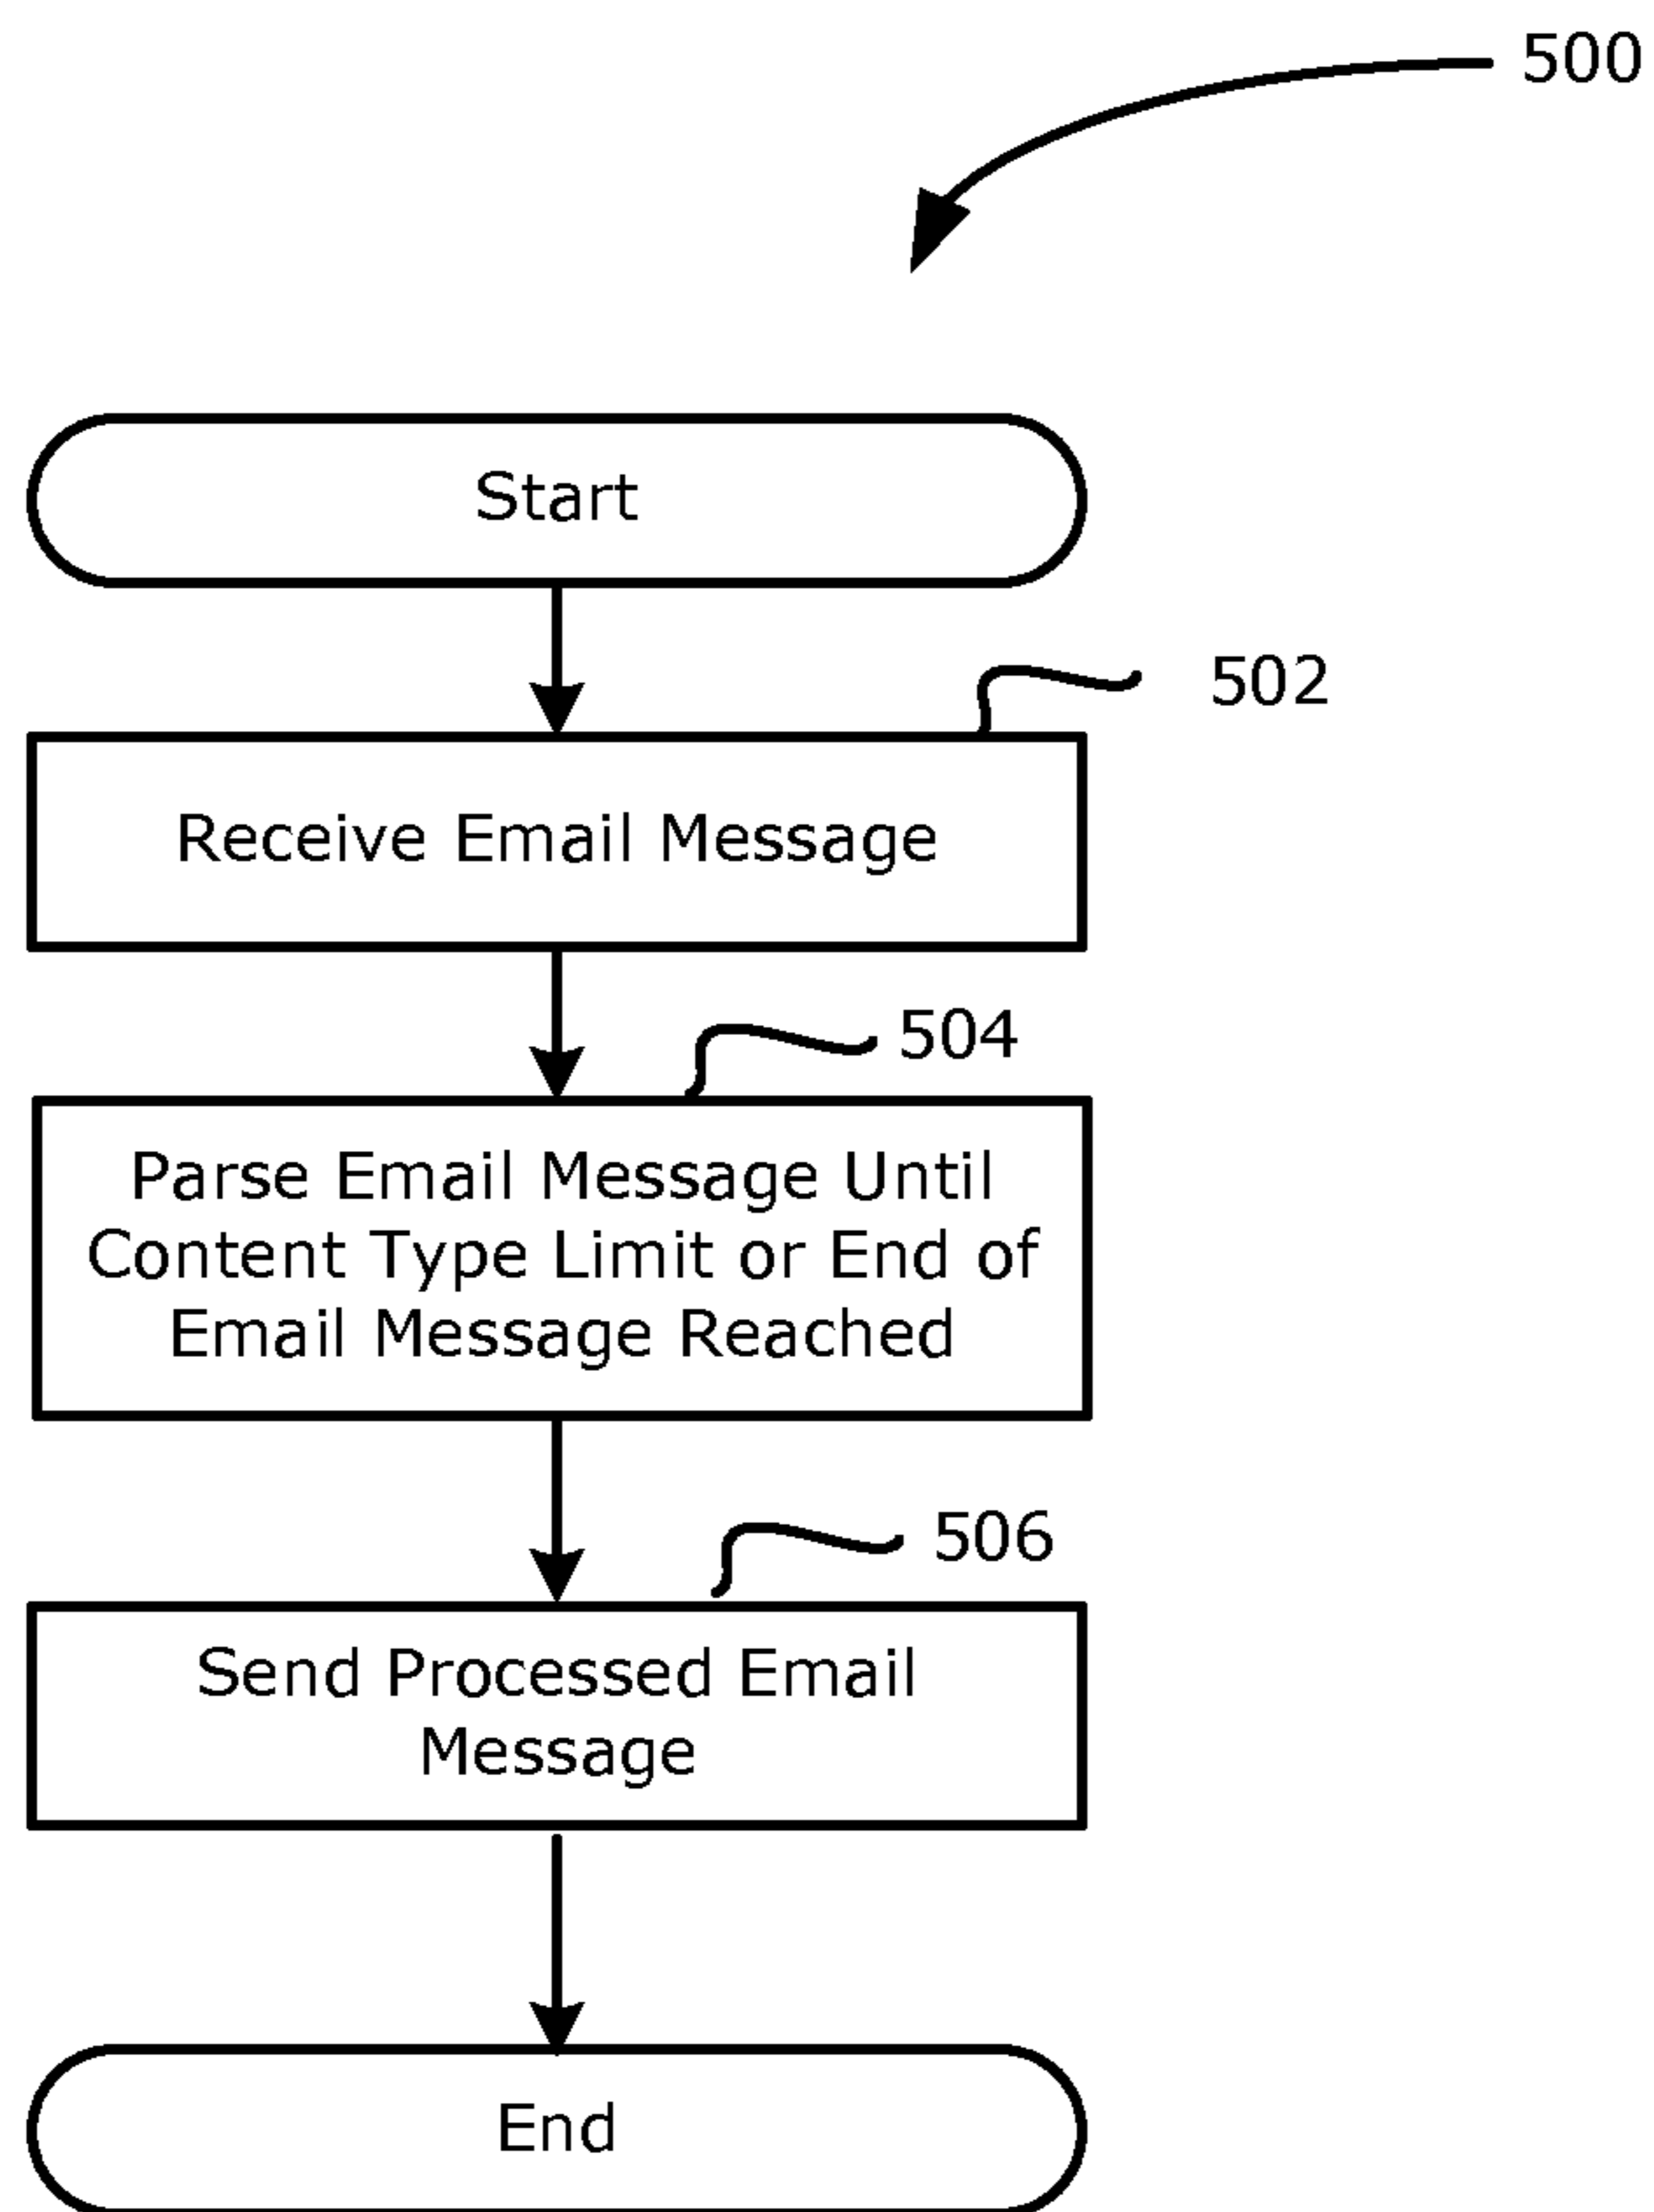 500
Start
502
Receive Email Message
504
Parse Email Message Until
Content Type Limit or End of
Email Message Reached
506
Send Processed Email
Message
End